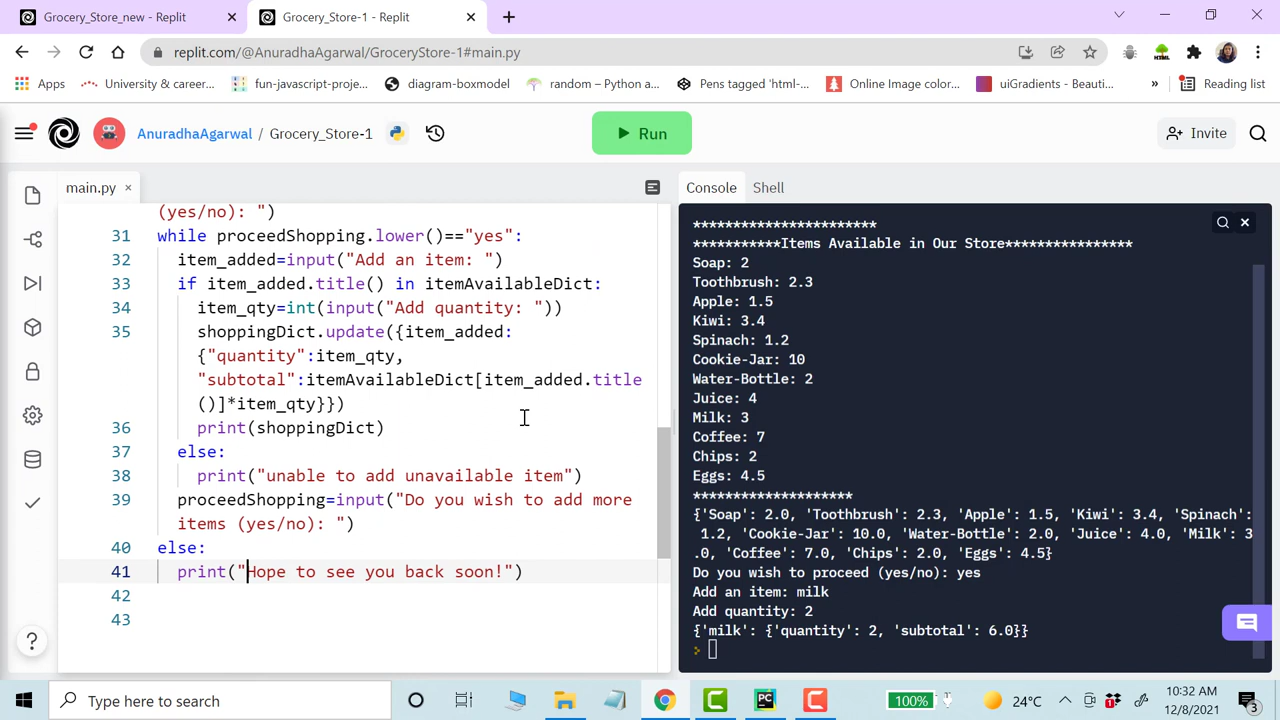 Grocery_Store_new - Replit
Grocery_Store-1 - Replit
replit.com/@AnuradhaAgarwal/GroceryStore-1#main.py
Apps
University & career...
fun-javascript-proje...
diagram-boxmodel
random – Python a...
Pens tagged 'html-...
Online Image color...
uiGradients - Beauti...
»
Reading list
AnuradhaAgarwal / Grocery_Store-1
Run
Invite
main.py
Console
Shell
(yes/no): ")
31 while proceedShopping.lower()=="yes":
32 item_added=input("Add an item: ")
33 if item_added.title() in itemAvailableDict:
34 item_qty=int(input("Add quantity: "))
35 shoppingDict.update({item_added:
{"quantity":item_qty,
"subtotal":itemAvailableDict[item_added.title
()]*item_qty}})
36 print(shoppingDict)
37 else:
38 print("unable to add unavailable item")
39 proceedShopping=input("Do you wish to add more
items (yes/no): ")
40 else:
41 print("Hope to see you back soon!")
42
43
***********************
***********Items Available in Our Store****************
Soap: 2
Toothbrush: 2.3
Apple: 1.5
Kiwi: 3.4
Spinach: 1.2
Cookie-Jar: 10
Water-Bottle: 2
Juice: 4
Milk: 3
Coffee: 7
Chips: 2
Eggs: 4.5
********************
{'Soap': 2.0, 'Toothbrush': 2.3, 'Apple': 1.5, 'Kiwi': 3.4, 'Spinach':
1.2, 'Cookie-Jar': 10.0, 'Water-Bottle': 2.0, 'Juice': 4.0, 'Milk': 3
.0, 'Coffee': 7.0, 'Chips': 2.0, 'Eggs': 4.5}
Do you wish to proceed (yes/no): yes
Add an item: milk
Add quantity: 2
{'milk': {'quantity': 2, 'subtotal': 6.0}}
?
Type here to search
100%
24°C
10:32 AM
12/8/2021
3